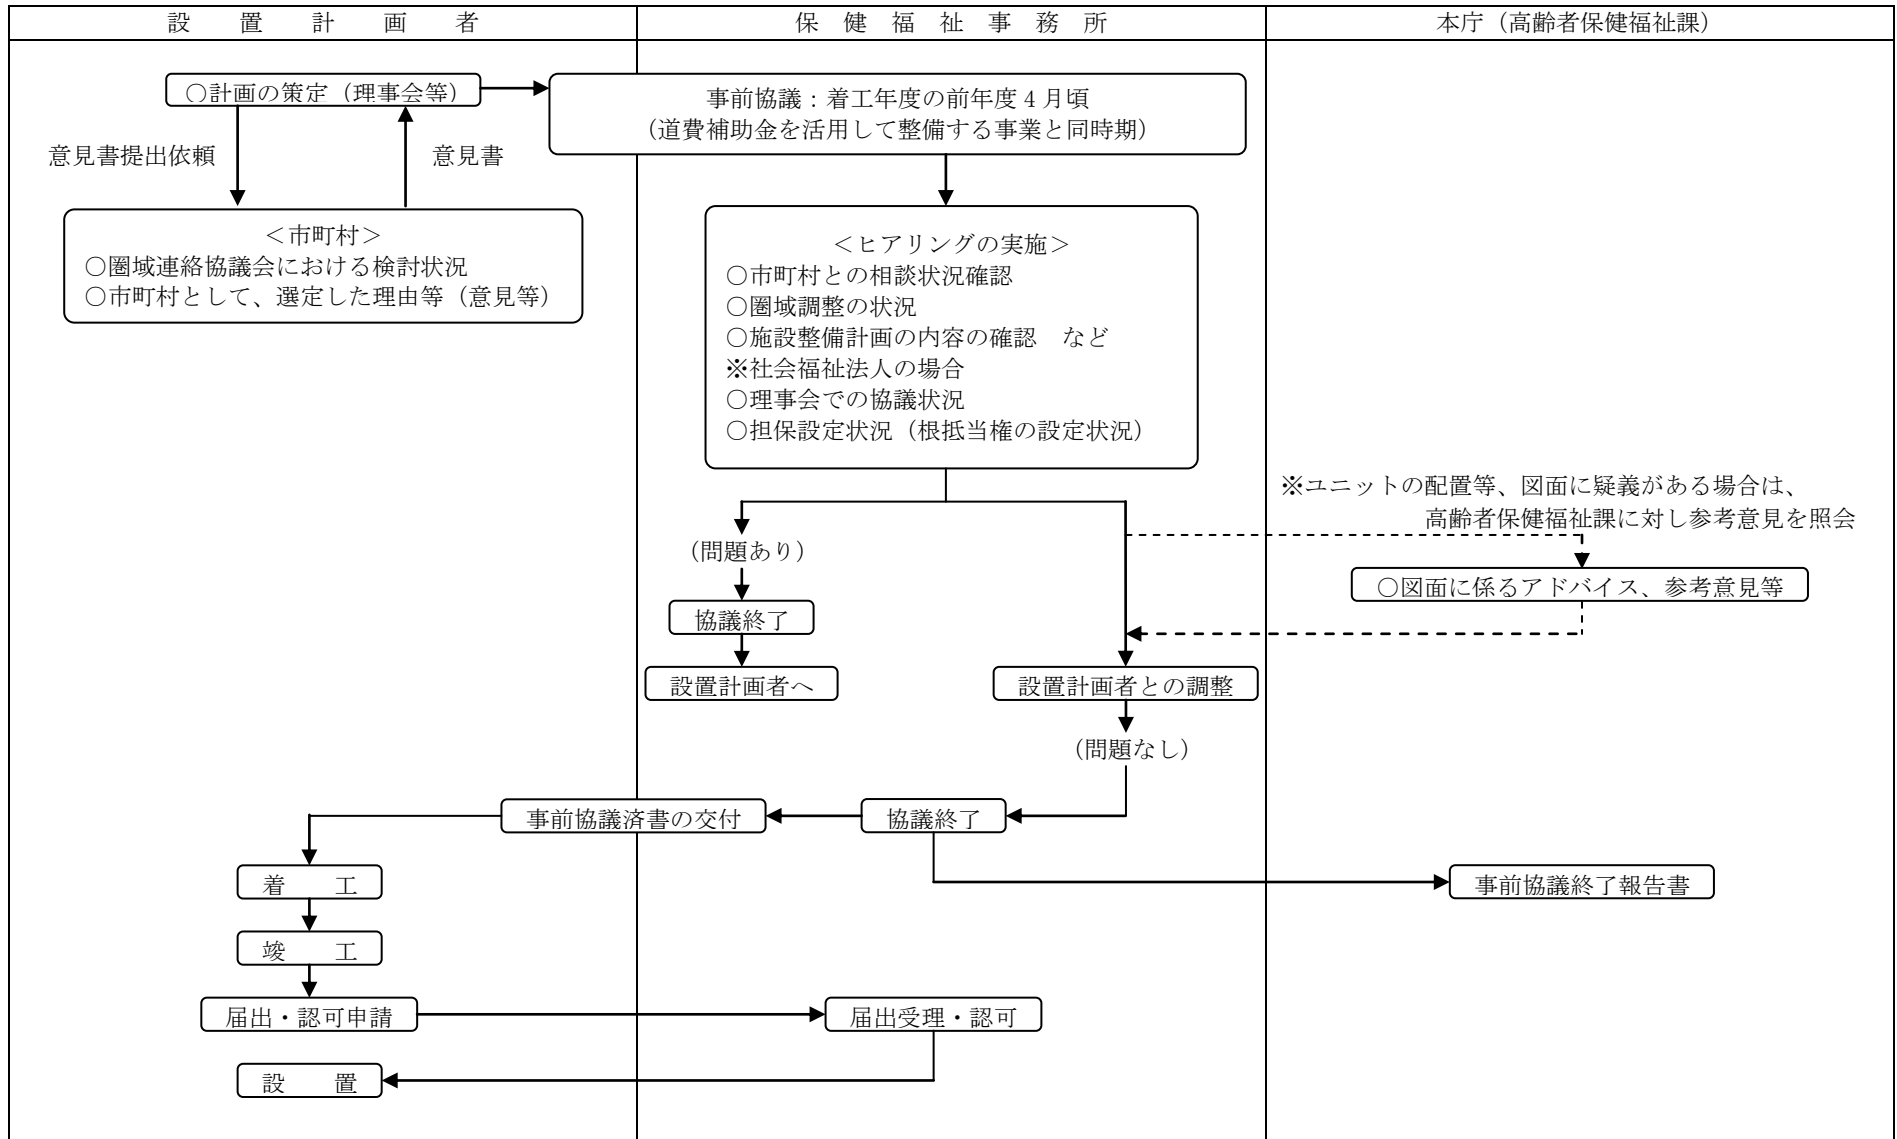 設　置　計　画　者
保　健　福　祉　事　務　所
本庁（高齢者保健福祉課）
○計画の策定（理事会等）
事前協議：着工年度の前年度４月頃
（道費補助金を活用して整備する事業と同時期）
意見書提出依頼
意見書
＜市町村＞
○圏域連絡協議会における検討状況
○市町村として、選定した理由等（意見等）
＜ヒアリングの実施＞
○市町村との相談状況確認
○圏域調整の状況
○施設整備計画の内容の確認　など
※社会福祉法人の場合
○理事会での協議状況
○担保設定状況（根抵当権の設定状況）
※ユニットの配置等、図面に疑義がある場合は、
高齢者保健福祉課に対し参考意見を照会
（問題あり）
○図面に係るアドバイス、参考意見等
協議終了
設置計画者へ
設置計画者との調整
（問題なし）
事前協議済書の交付
協議終了
着　　工
事前協議終了報告書
竣　　工
届出・認可申請
届出受理・認可
設　　置